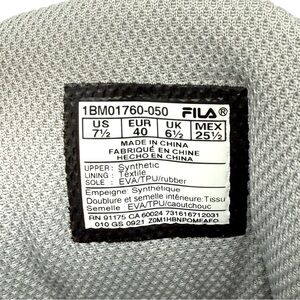 1BM01760-050 FILA®
US EUR UK MEX
7½ 40 6½ 25½
MADE IN CHINA
FABRIQUÉ EN CHINE
HECHO EN CHINA
UPPER: Synthetic
LINING: Textile
SOLE : EVA/TPU/rubber
Empeigne: Synthétique
Doublure et semelle intérieure: Tissu
Semelle: EVA/TPU/caoutchouc
RN 91175 CA 60024 731616712031
010 GS 0921